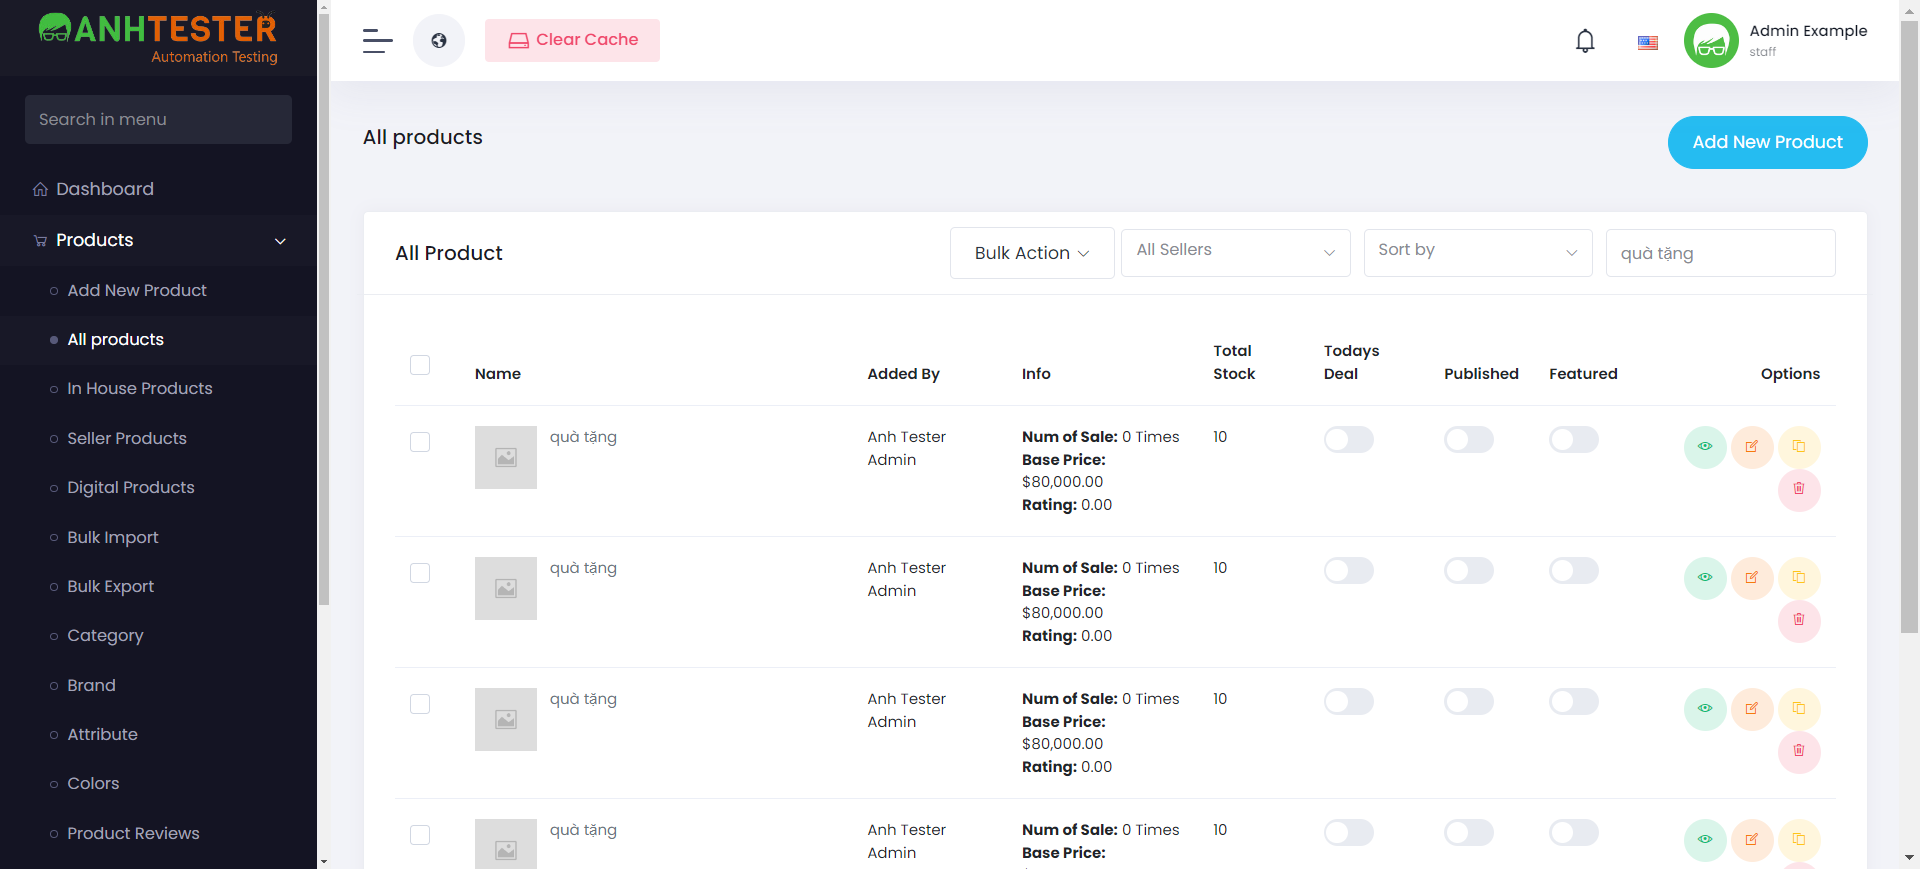 ANHTESTER
Automation Testing
Clear Cache
Admin Example
staff
Search in menu
Dashboard
Products
Add New Product
All products
In House Products
Seller Products
Digital Products
Bulk Import
Bulk Export
Category
Brand
Attribute
Colors
Product Reviews
All products
Add New Product
All Product
Bulk Action
All Sellers
Sort by
quà tặng
Name
Added By
Info
Total
Stock
Todays
Deal
Published
Featured
Options
quà tặng
Anh Tester
Admin
Num of Sale: 0 Times
Base Price:
$80,000.00
Rating: 0.00
10
quà tặng
Anh Tester
Admin
Num of Sale: 0 Times
Base Price:
$80,000.00
Rating: 0.00
10
quà tặng
Anh Tester
Admin
Num of Sale: 0 Times
Base Price:
$80,000.00
Rating: 0.00
10
quà tặng
Anh Tester
Admin
Num of Sale: 0 Times
Base Price:
10